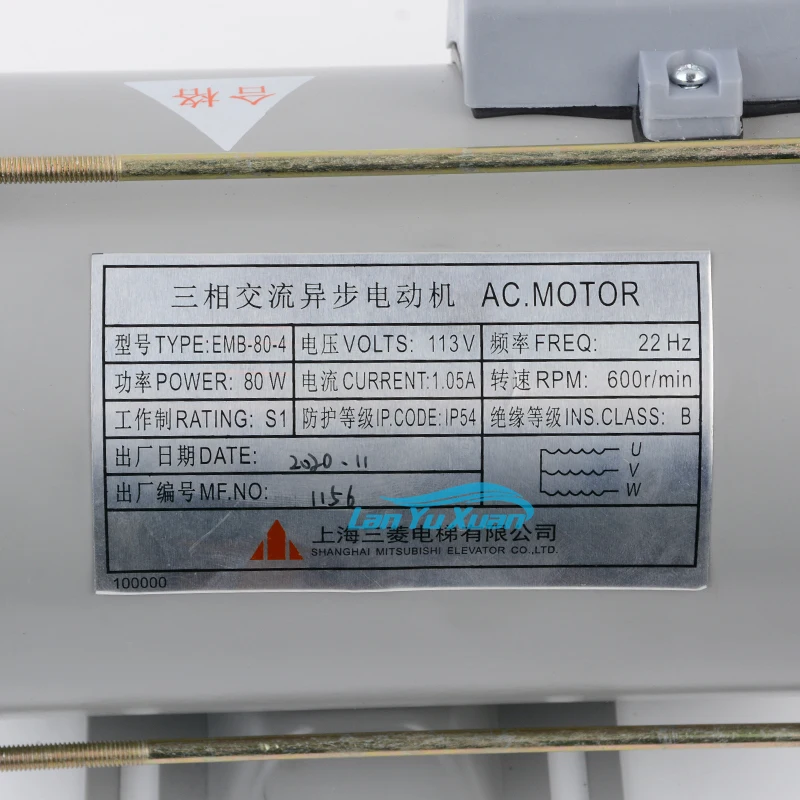 合格
三相交流异步电动机 AC.MOTOR
型号TYPE:EMB-80-4 电压VOLTS: 113V 频率FREQ: 22Hz
功率POWER: 80W 电流CURRENT:1.05A 转速RPM: 600r/min
工作制RATING: S1 防护等级IP.CODE:IP54 绝缘等级INS.CLASS: B
出厂日期DATE: 2020.11
出厂编号MF.NO: 1156
U
V
W
Lan Yu Xuan
上海三菱电梯有限公司
SHANGHAI MITSUBISHI ELEVATOR CO.,LTD.
100000